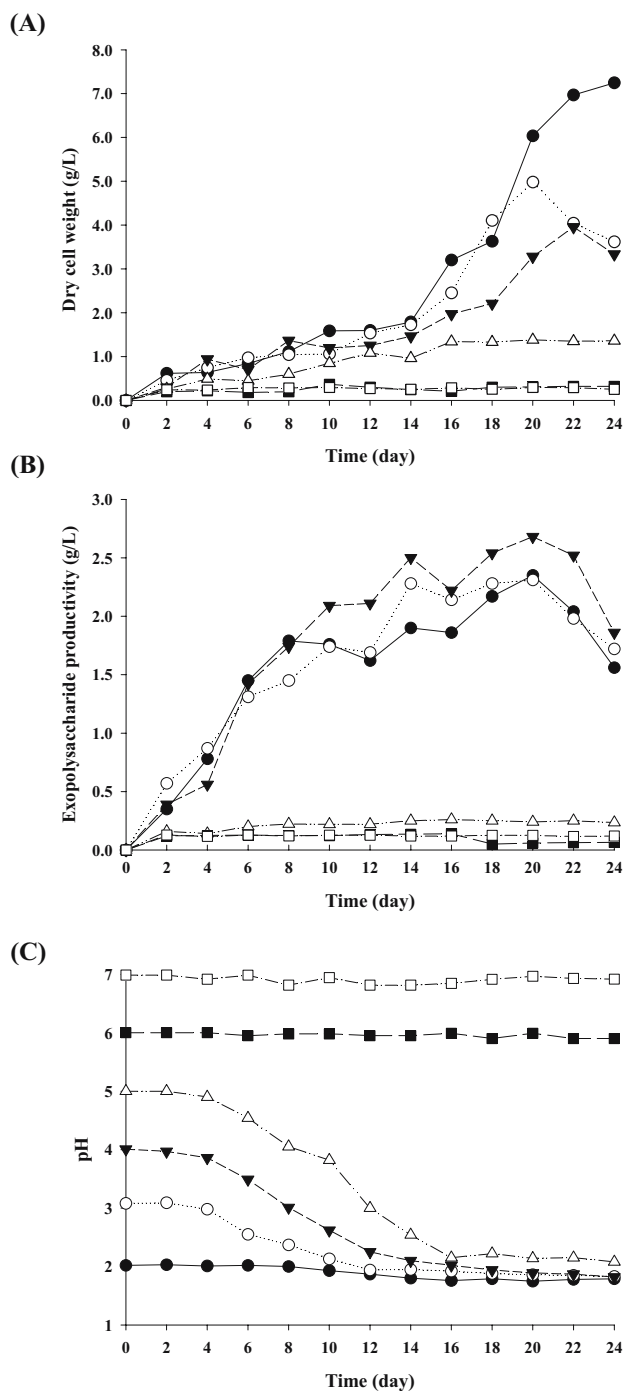 (A)
8.0
7.0
6.0
5.0
4.0
3.0
2.0
1.0
0.0
Dry cell weight (g/L)
0 2 4 6 8 10 12 14 16 18 20 22 24
Time (day)
(B)
3.0
2.5
2.0
1.5
1.0
0.5
0.0
Exopolysaccharide productivity (g/L)
0 2 4 6 8 10 12 14 16 18 20 22 24
Time (day)
(C)
7
6
5
4
3
2
1
pH
0 2 4 6 8 10 12 14 16 18 20 22 24
Time (day)